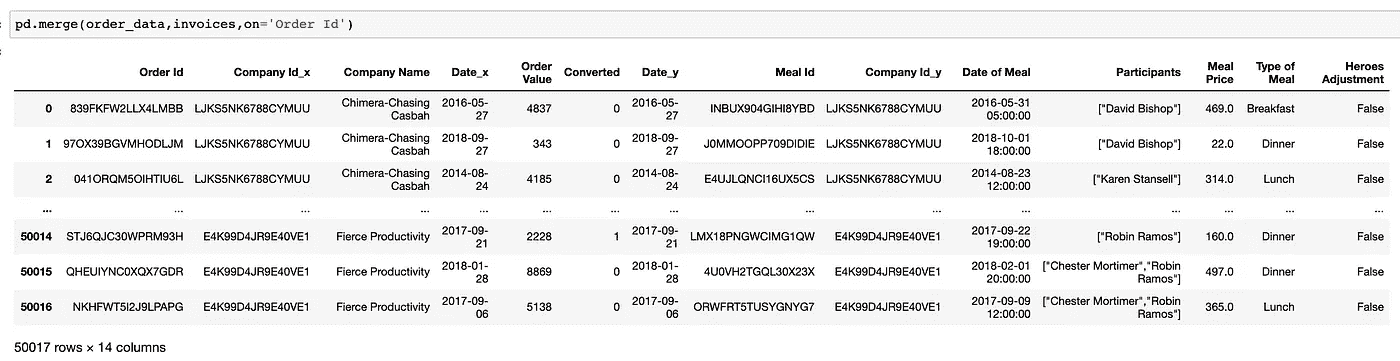 pd.merge(order_data,invoices,on='Order Id')
Order Id Company Id_x Company Name Date_x Order Value Converted Date_y Meal Id Company Id_y Date of Meal Participants Meal Price Type of Meal Heroes Adjustment
0 839FKFW2LLX4LMBB LJKS5NK6788CYMUU Chimera-Chasing Casbah 2016-05-27 4837 0 2016-05-27 INBUX904GIHI8YBD LJKS5NK6788CYMUU 2016-05-31 05:00:00 ["David Bishop"] 469.0 Breakfast False
1 97OX39BGVMHODLJM LJKS5NK6788CYMUU Chimera-Chasing Casbah 2018-09-27 343 0 2018-09-27 J0MMOOPP709DIDIE LJKS5NK6788CYMUU 2018-10-01 18:00:00 ["David Bishop"] 22.0 Dinner False
2 041ORQM5OIHTIU6L LJKS5NK6788CYMUU Chimera-Chasing Casbah 2014-08-24 4185 0 2014-08-24 E4UJLQNCI16UX5CS LJKS5NK6788CYMUU 2014-08-23 12:00:00 ["Karen Stansell"] 314.0 Lunch False
... ... ... ... ... ... ... ... ... ... ... ... ... ... ...
50014 STJ6QJC30WPRM93H E4K99D4JR9E40VE1 Fierce Productivity 2017-09-21 2228 1 2017-09-21 LMX18PNGWCIMG1QW E4K99D4JR9E40VE1 2017-09-22 19:00:00 ["Robin Ramos"] 160.0 Dinner False
50015 QHEUIYNC0XQX7GDR E4K99D4JR9E40VE1 Fierce Productivity 2018-01-28 8869 0 2018-01-28 4U0VH2TGQL30X23X E4K99D4JR9E40VE1 2018-02-01 20:00:00 ["Chester Mortimer","Robin Ramos"] 497.0 Dinner False
50016 NKHFWT5I2J9LPAPG E4K99D4JR9E40VE1 Fierce Productivity 2017-09-06 5138 0 2017-09-06 ORWFRT5TUSYGNYG7 E4K99D4JR9E40VE1 2017-09-09 12:00:00 ["Chester Mortimer","Robin Ramos"] 365.0 Lunch False
50017 rows × 14 columns